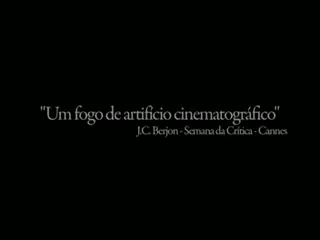 "Um fogo de artifício cinematográfico"
J.C. Berjon - Semana da Crítica - Cannes